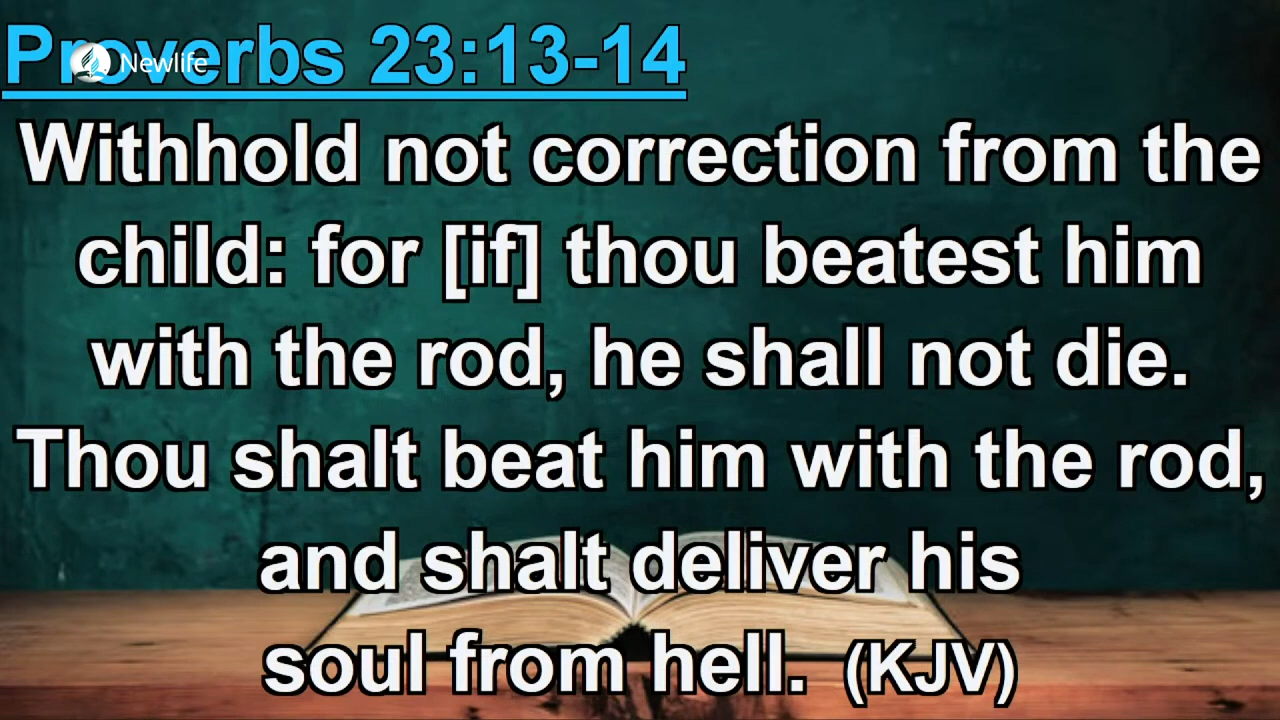 Proverbs 23:13-14
Newlife
Withhold not correction from the
child: for [if] thou beatest him
with the rod, he shall not die.
Thou shalt beat him with the rod,
and shalt deliver his
soul from hell. (KJV)